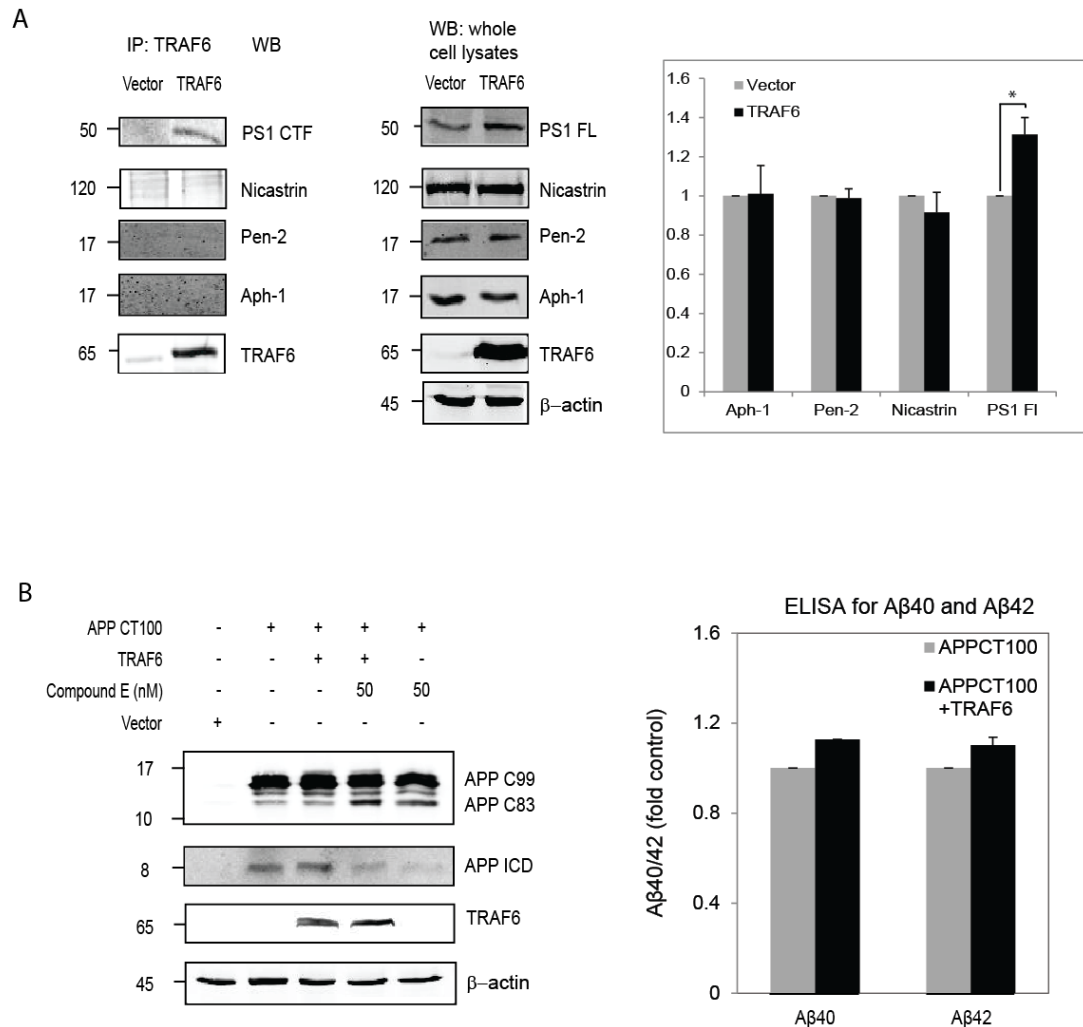 A
IP: TRAF6 WB
Vector TRAF6
50 PS1 CTF
120 Nicastrin
17 Pen-2
17 Aph-1
65 TRAF6
WB: whole
cell lysates
Vector TRAF6
50 PS1 FL
120 Nicastrin
17 Pen-2
17 Aph-1
65 TRAF6
45 β–actin
1.6
1.4
1.2
1
0.8
0.6
0.4
0.2
0
Vector
TRAF6
*
Aph-1 Pen-2 Nicastrin PS1 Fl
B
APP CT100 - + + + +
TRAF6 - - + + -
Compound E (nM) - - - 50 50
Vector + - - - -
17 APP C99
APP C83
10
8 APP ICD
65 TRAF6
45 β–actin
ELISA for Aβ40 and Aβ42
1.6
1.2
0.8
0.4
0
Aβ40/42 (fold control)
APPCT100
APPCT100
+TRAF6
Aβ40 Aβ42